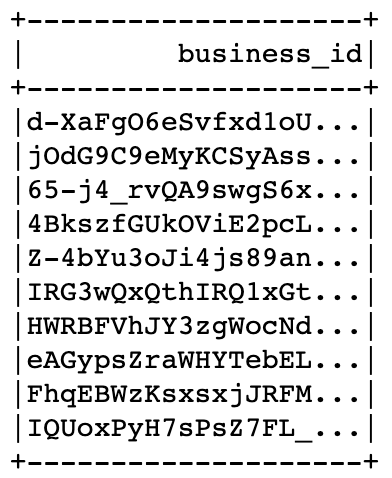 +--------------------+
|         business_id|
+--------------------+
|d-XaFgO6eSvfxd1oU...|
|jOdG9C9eMyKCSyAss...|
|65-j4_rvQA9swgS6x...|
|4BkszfGUkOViE2pcL...|
|Z-4bYu3oJi4js89an...|
|IRG3wQxQthIRQ1xGt...|
|HWRBFVhJY3zgWocNd...|
|eAGypsZraWHYTebEL...|
|FhqEBWzKsxsxjJRFM...|
|IQUoxPyH7sPsZ7FL_...|
+--------------------+